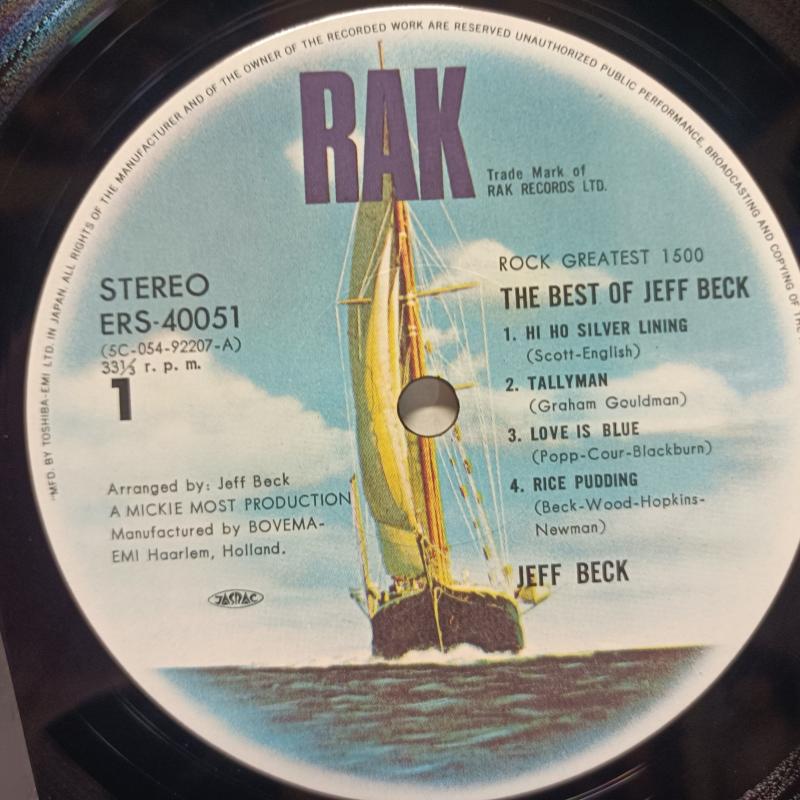 "MFD. BY TOSHIBA-EMI LTD. IN JAPAN. ALL RIGHTS OF THE MANUFACTURER AND OF THE OWNER OF THE RECORDED WORK ARE RESERVED UNAUTHORIZED PUBLIC PERFORMANCE, BROADCASTING AND COPYING OF
RAK
Trade Mark of
RAK RECORDS LTD.
STEREO
ERS-40051
(5C-054-92207-A)
33⅓ r. p. m.
1
Arranged by: Jeff Beck
A MICKIE MOST PRODUCTION
Manufactured by BOVEMA-
EMI Haarlem, Holland.
JASRAC
ROCK GREATEST 1500
THE BEST OF JEFF BECK
1. HI HO SILVER LINING
(Scott-English)
2. TALLYMAN
(Graham Gouldman)
3. LOVE IS BLUE
(Popp-Cour-Blackburn)
4. RICE PUDDING
(Beck-Wood-Hopkins-
Newman)
JEFF BECK